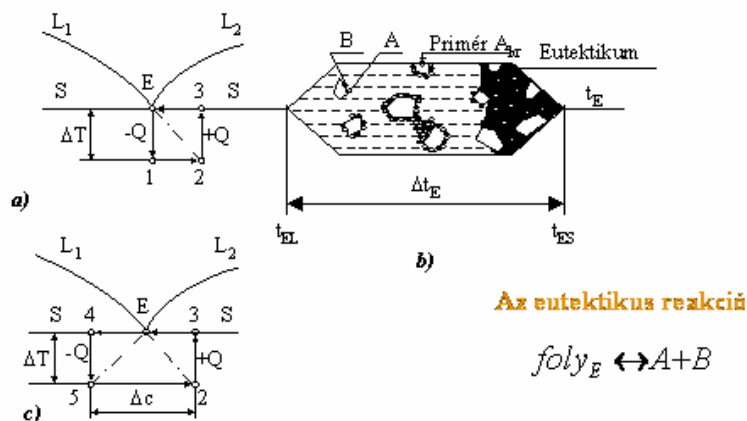 L₁ L₂
S E 3 S
ΔT -Q +Q
1 2
a)
B A Primér A_br Eutektikum
t_E
Δt_E
t_EL t_ES
b)
L₁ L₂
S 4 E 3 S
ΔT -Q +Q
5 2
Δc
c)
Az eutektikus reakció
foly_E ↔ A+B